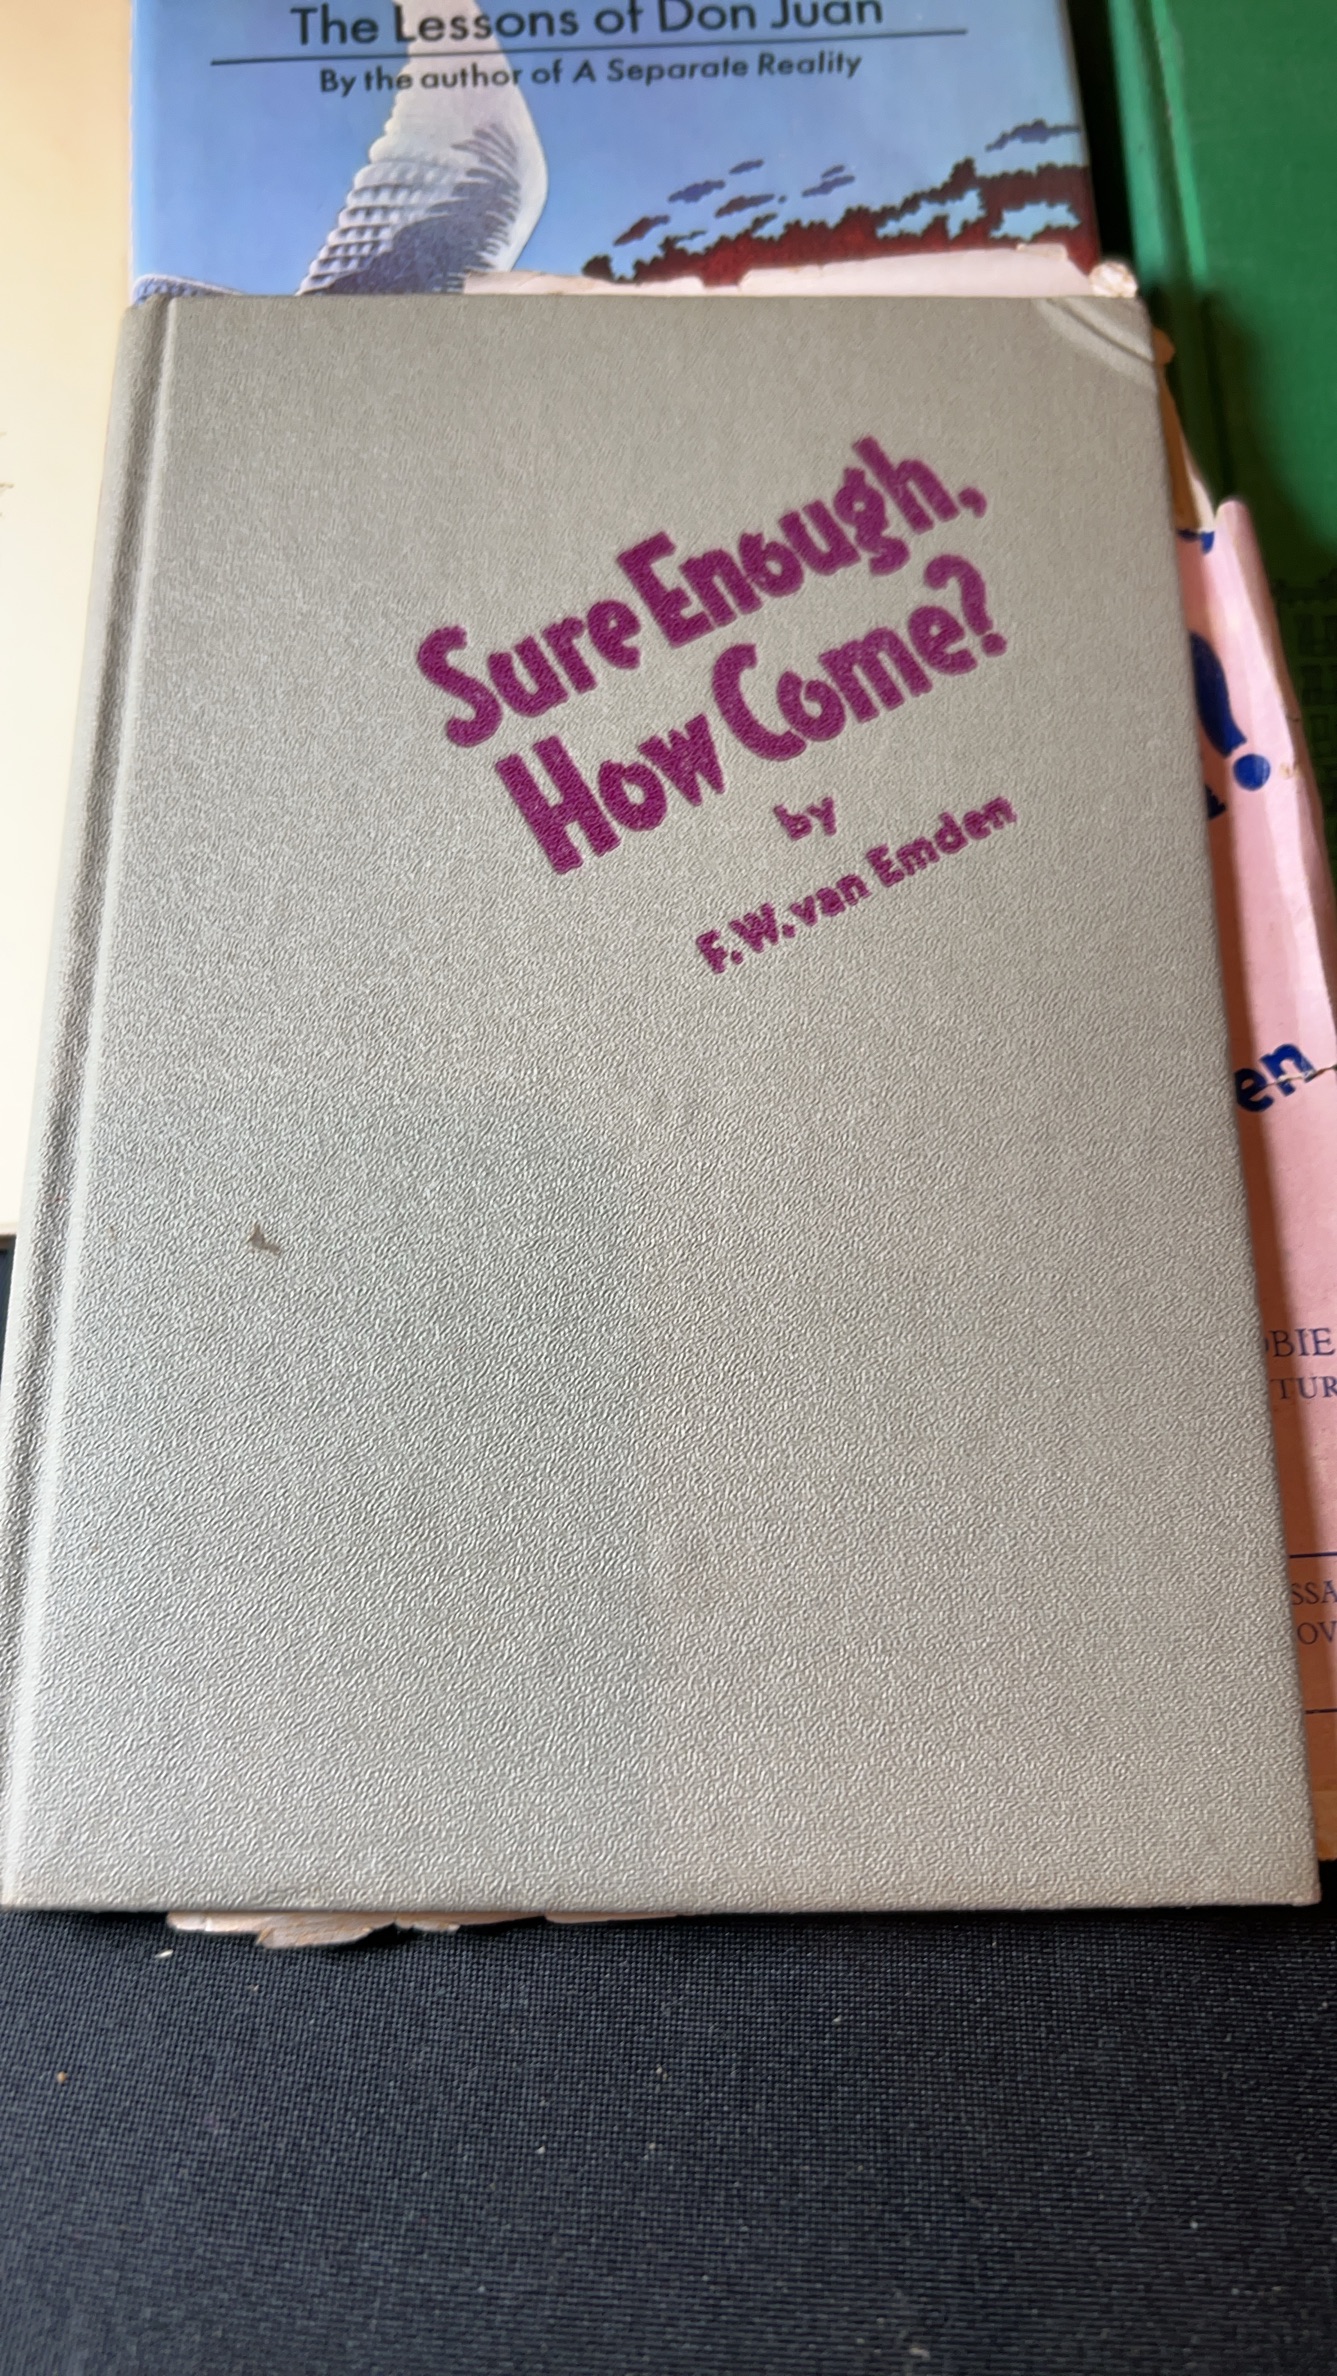 The Lessons of Don Juan
By the author of A Separate Reality
Sure Enough,
How Come?
by
F.W. van Emden
?
en
OBIE
TUR
SSA
OV